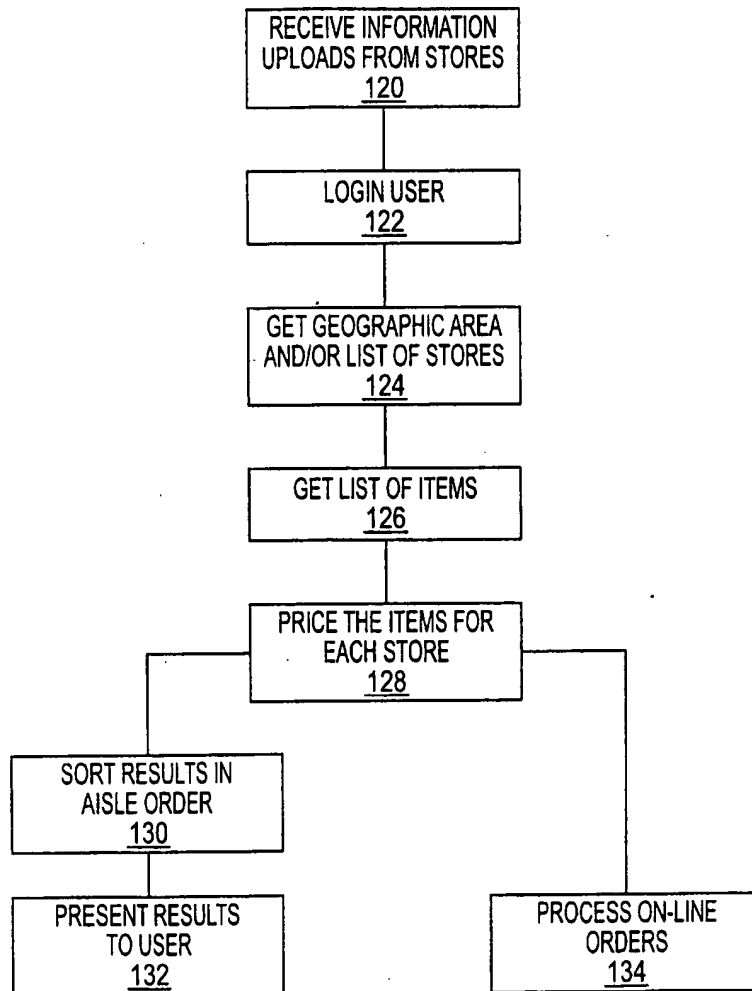 RECEIVE INFORMATION
UPLOADS FROM STORES
120
LOGIN USER
122
GET GEOGRAPHIC AREA
AND/OR LIST OF STORES
124
GET LIST OF ITEMS
126
PRICE THE ITEMS FOR
EACH STORE
128
SORT RESULTS IN
AISLE ORDER
130
PRESENT RESULTS
TO USER
132
PROCESS ON-LINE
ORDERS
134